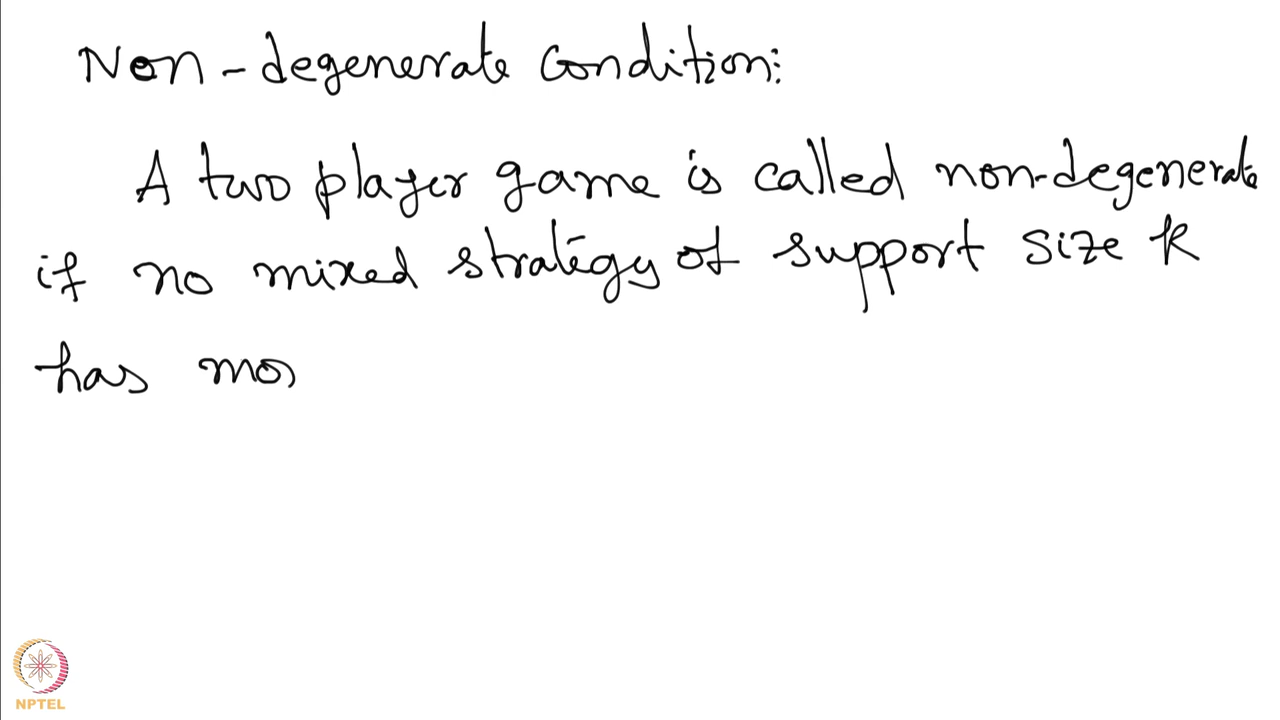 Non-degenerate Condition:
A two player game is called non-degenerate
if no mixed strategy of support size k
has mo
NPTEL